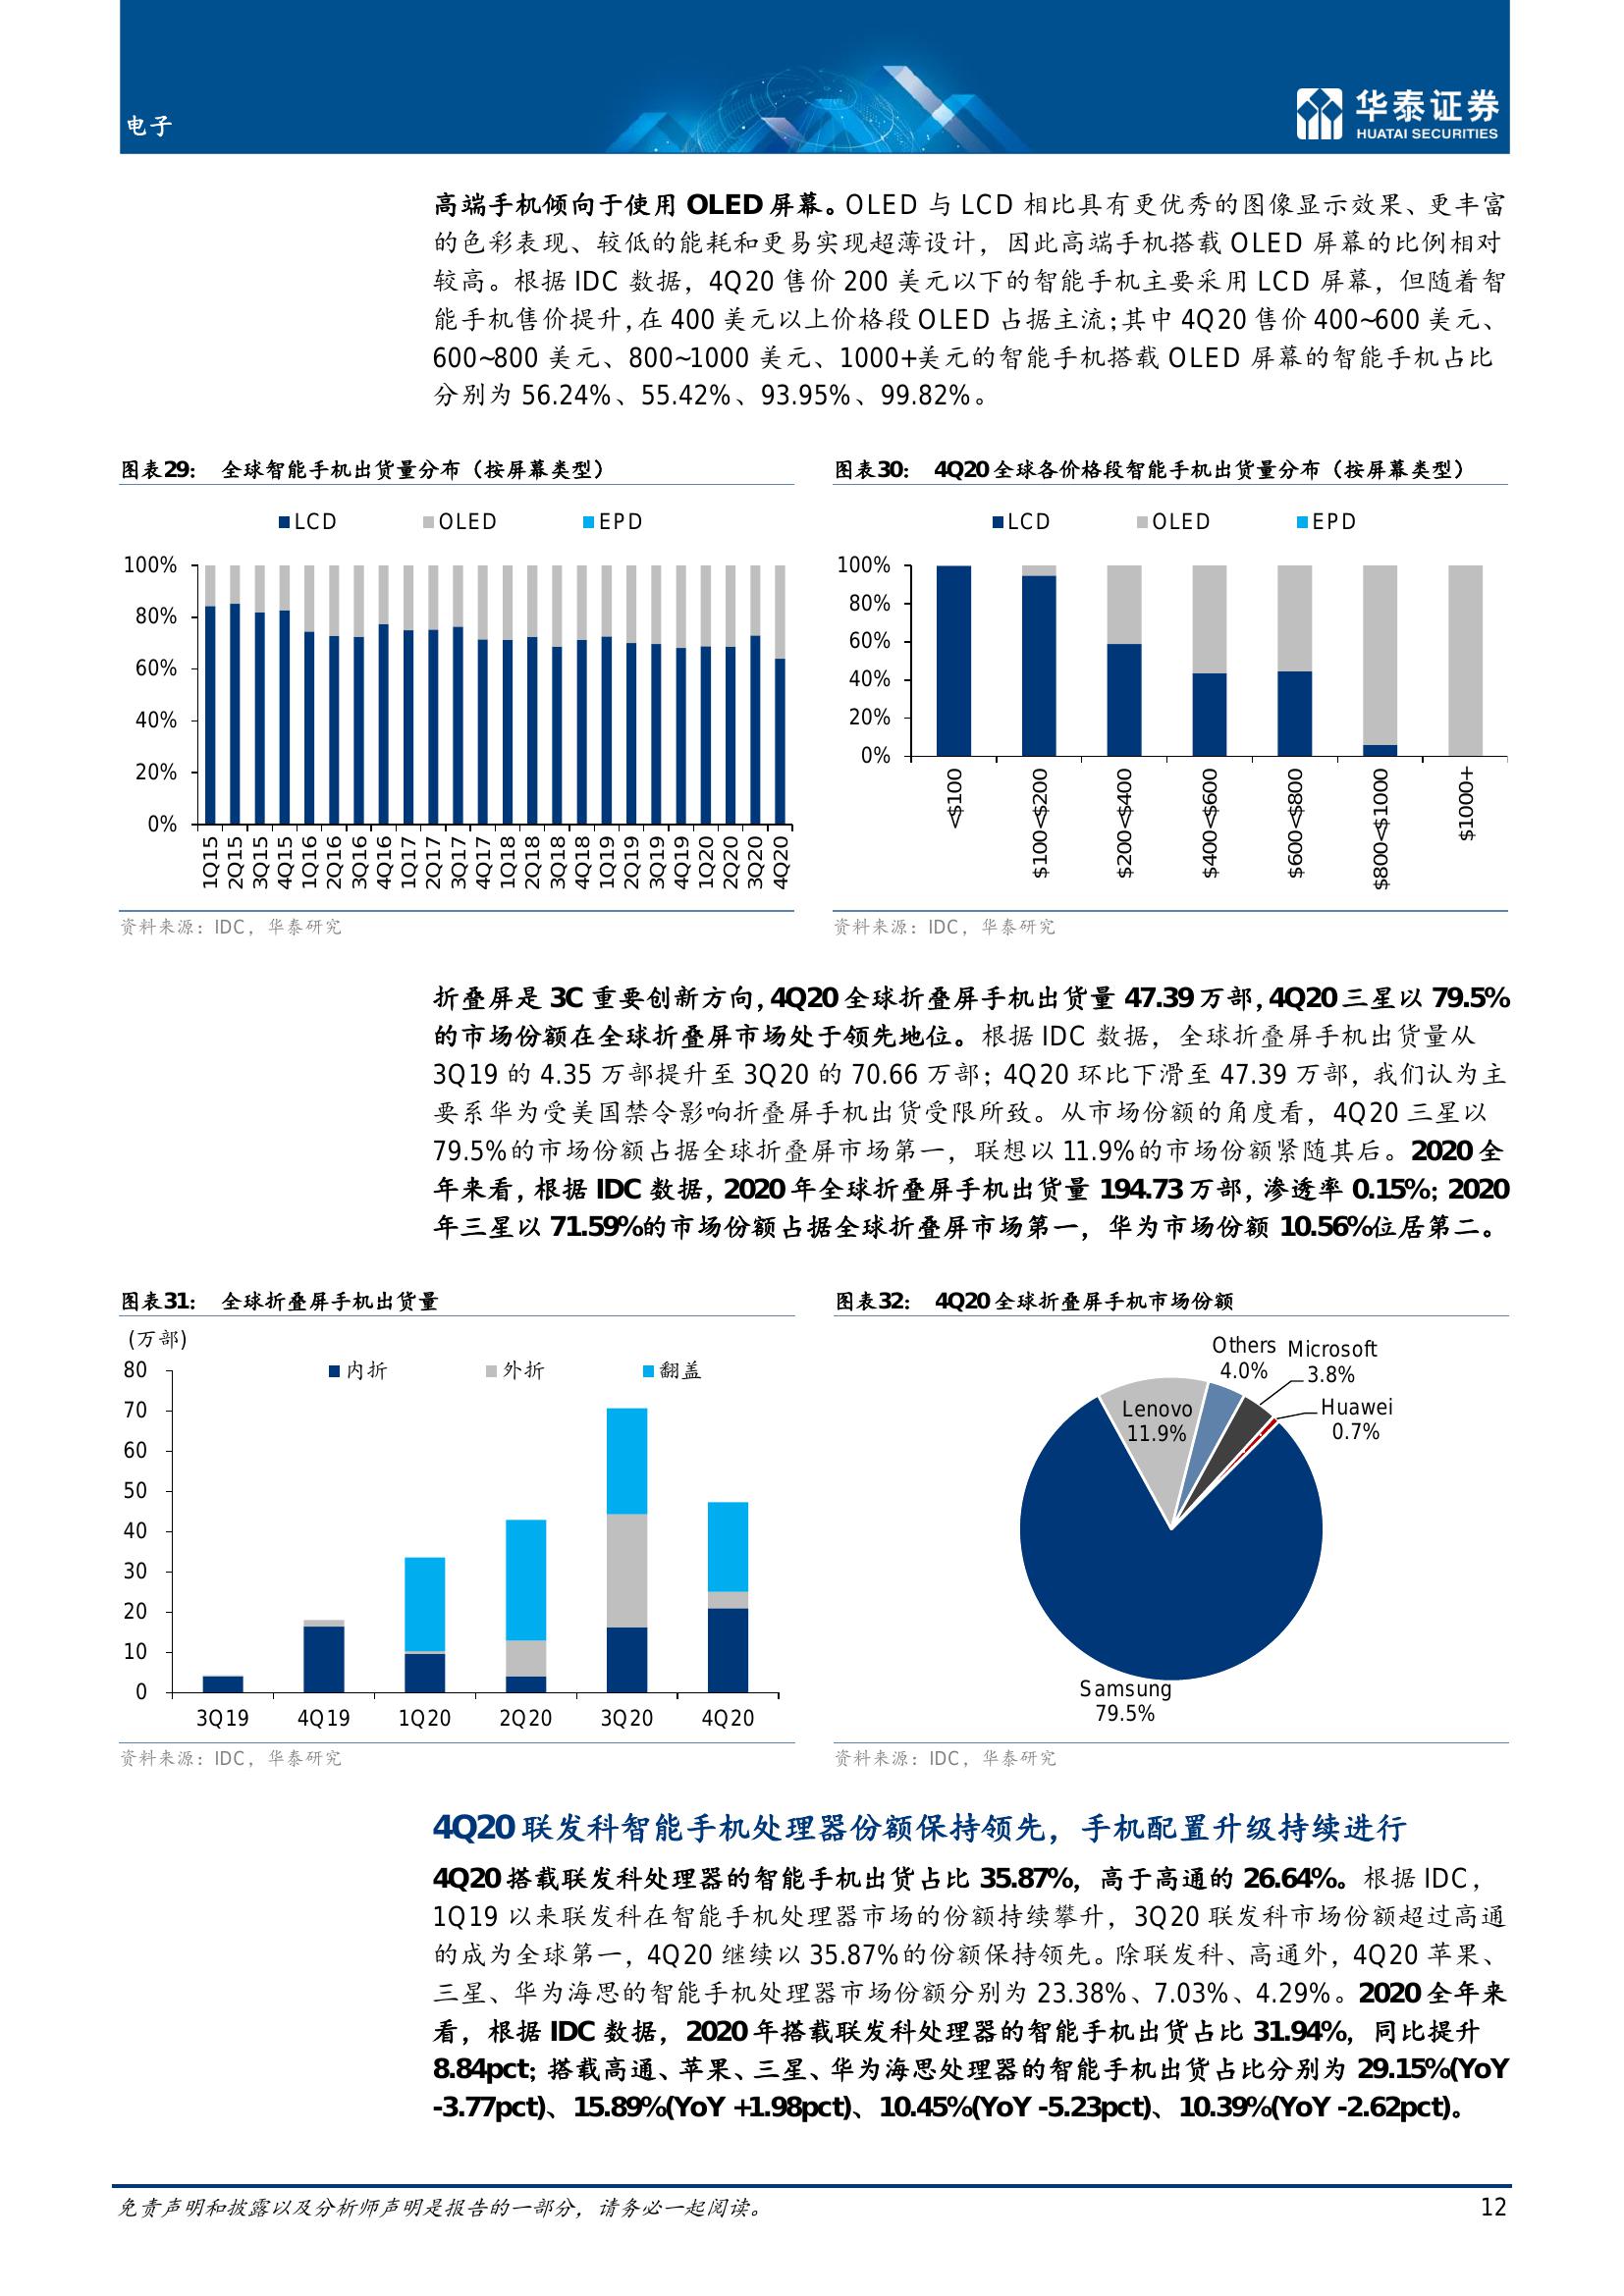 电子
华泰证券
HUATAI SECURITIES
高端手机倾向于使用 OLED 屏幕。OLED 与 LCD 相比具有更优秀的图像显示效果、更丰富
的色彩表现、较低的能耗和更易实现超薄设计，因此高端手机搭载 OLED 屏幕的比例相对
较高。根据 IDC 数据，4Q20 售价 200 美元以下的智能手机主要采用 LCD 屏幕，但随着智
能手机售价提升,在 400 美元以上价格段 OLED 占据主流;其中 4Q20 售价 400~600 美元、
600~800 美元、800~1000 美元、1000+美元的智能手机搭载 OLED 屏幕的智能手机占比
分别为 56.24%、55.42%、93.95%、99.82%。
图表29： 全球智能手机出货量分布（按屏幕类型）
LCD OLED EPD
100%
80%
60%
40%
20%
0%
1Q15 2Q15 3Q15 4Q15 1Q16 2Q16 3Q16 4Q16 1Q17 2Q17 3Q17 4Q17 1Q18 2Q18 3Q18 4Q18 1Q19 2Q19 3Q19 4Q19 1Q20 2Q20 3Q20 4Q20
资料来源：IDC，华泰研究
图表30： 4Q20 全球各价格段智能手机出货量分布（按屏幕类型）
LCD OLED EPD
100%
80%
60%
40%
20%
0%
<$100 $100<$200 $200<$400 $400<$600 $600<$800 $800<$1000 $1000+
资料来源：IDC，华泰研究
折叠屏是 3C 重要创新方向,4Q20 全球折叠屏手机出货量 47.39 万部,4Q20 三星以 79.5%
的市场份额在全球折叠屏市场处于领先地位。根据 IDC 数据，全球折叠屏手机出货量从
3Q19 的 4.35 万部提升至 3Q20 的 70.66 万部；4Q20 环比下滑至 47.39 万部，我们认为主
要系华为受美国禁令影响折叠屏手机出货受限所致。从市场份额的角度看，4Q20 三星以
79.5%的市场份额占据全球折叠屏市场第一，联想以 11.9%的市场份额紧随其后。2020 全
年来看,根据 IDC 数据，2020 年全球折叠屏手机出货量 194.73 万部,渗透率 0.15%；2020
年三星以 71.59%的市场份额占据全球折叠屏市场第一，华为市场份额 10.56%位居第二。
图表31： 全球折叠屏手机出货量
(万部)
内折 外折 翻盖
80
70
60
50
40
30
20
10
0
3Q19 4Q19 1Q20 2Q20 3Q20 4Q20
资料来源：IDC，华泰研究
图表32： 4Q20 全球折叠屏手机市场份额
Others
4.0%
Microsoft
3.8%
Huawei
0.7%
Lenovo
11.9%
Samsung
79.5%
资料来源：IDC，华泰研究
4Q20 联发科智能手机处理器份额保持领先，手机配置升级持续进行
4Q20 搭载联发科处理器的智能手机出货占比 35.87%，高于高通的 26.64%。根据 IDC，
1Q19 以来联发科在智能手机处理器市场的份额持续攀升，3Q20 联发科市场份额超过高通
的成为全球第一，4Q20 继续以 35.87%的份额保持领先。除联发科、高通外，4Q20 苹果、
三星、华为海思的智能手机处理器市场份额分别为 23.38%、7.03%、4.29%。2020 全年来
看，根据 IDC 数据，2020 年搭载联发科处理器的智能手机出货占比 31.94%，同比提升
8.84pct；搭载高通、苹果、三星、华为海思处理器的智能手机出货占比分别为 29.15%(YoY
-3.77pct)、15.89%(YoY +1.98pct)、10.45%(YoY -5.23pct)、10.39%(YoY -2.62pct)。
免责声明和披露以及分析师声明是报告的一部分，请务必一起阅读。
12